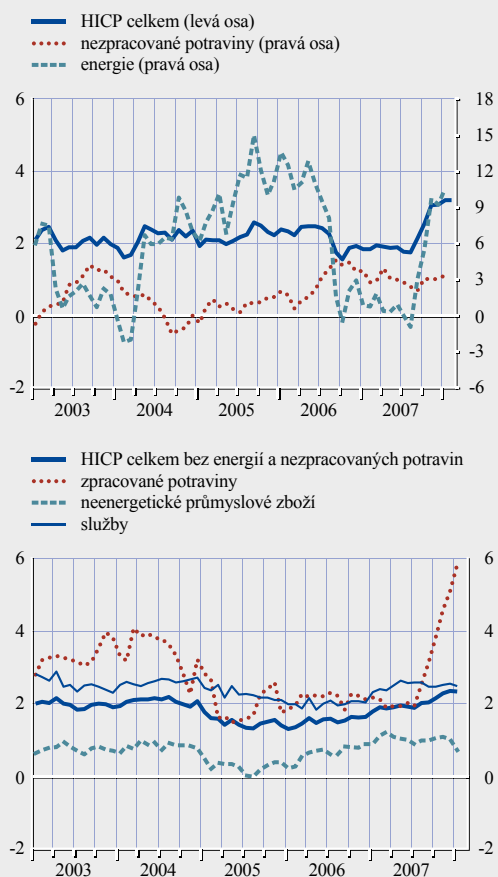 HICP celkem (levá osa)
nezpracované potraviny (pravá osa)
energie (pravá osa)
6 18
15
4 12
9
2 6
3
0 0
-3
-2 -6
2003 2004 2005 2006 2007
HICP celkem bez energií a nezpracovaných potravin
zpracované potraviny
neenergetické průmyslové zboží
služby
6 6
4 4
2 2
0 0
-2 -2
2003 2004 2005 2006 2007